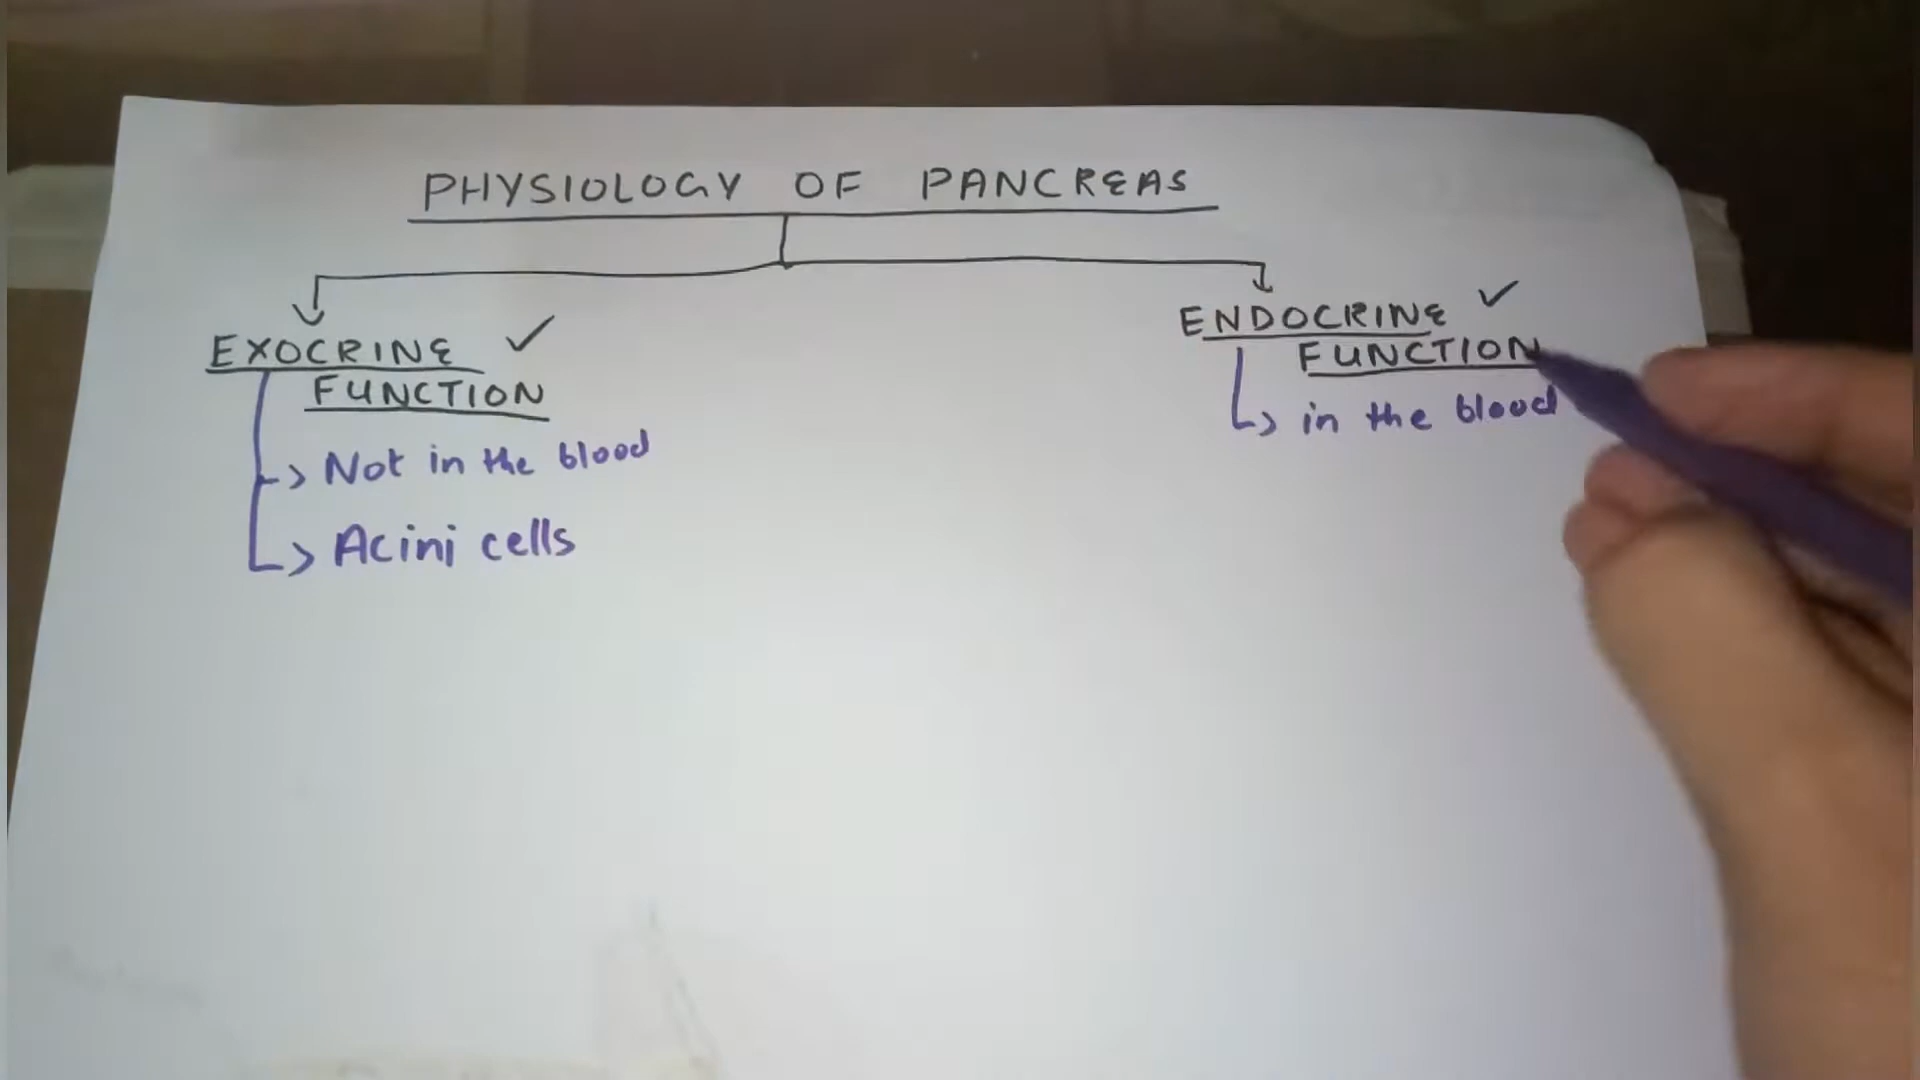 PHYSIOLOGY OF PANCREAS
EXOCRINE
FUNCTION
Not in the blood
Acini cells
ENDOCRINE
FUNCTION
in the blood